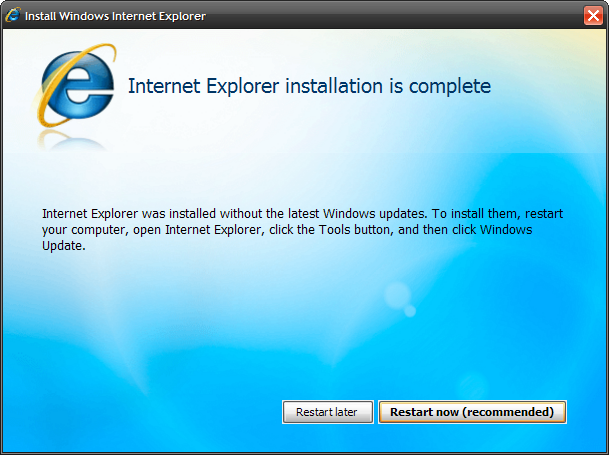 Install Windows Internet Explorer
Internet Explorer installation is complete
Internet Explorer was installed without the latest Windows updates. To install them, restart
your computer, open Internet Explorer, click the Tools button, and then click Windows
Update.
Restart later
Restart now (recommended)